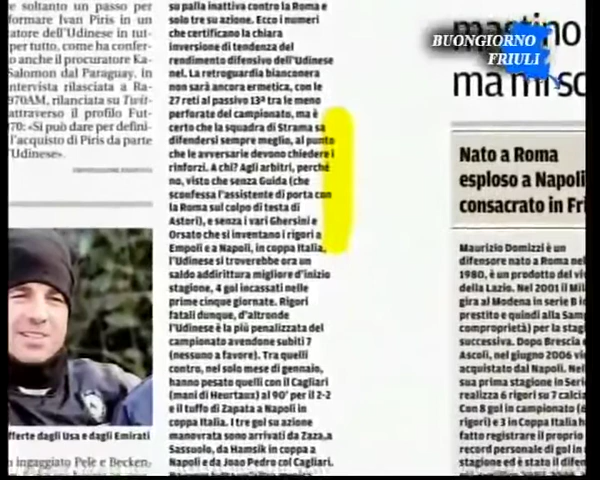 e soltanto un passo per
formare Ivan Piris in un
catore dell'Udinese in tut-
per tutto, come ha confer-
o anche il procuratore Ka-
Salomon dal Paraguay, in
intervista rilasciata a Ra-
970AM, rilanciata su Twit-
attraverso il profilo Fut-
70: «Si può dare per defini-
l'acquisto di Piris da parte
'Udinese».
fferte dagli Usa e dagli Emirati
ingaggiato Pelè e Becken-
su palla inattiva contro la Roma e
solo tre su azione. Ecco i numeri
che certificano la chiara
inversione di tendenza del
rendimento difensivo dell'Udinese
nel. La retroguardia bianconera
non sarà ancora ermetica, con le
27 reti al passivo 13ª tra le meno
perforate del campionato, ma è
certo che la squadra di Strama sa
difendersi sempre meglio, al punto
che le avversarie devono chiedere i
rinforzi. A chi? Agli arbitri, perché
no, visto che senza Guida (che
sconfessa l'assistente di porta con
la Roma sul colpo di testa di
Astori), e senza i vari Ghersini e
Orsato che si inventano i rigori a
Empoli e a Napoli, in coppa Italia,
l'Udinese si troverebbe ora un
saldo addirittura migliore d'inizio
stagione, 4 gol incassati nelle
prime cinque giornate. Rigori
fatali dunque, d'altronde
l'Udinese è la più penalizzata del
campionato avendone subiti 7
(nessuno a favore). Tra quelli
contro, nel solo mese di gennaio,
hanno pesato quelli con il Cagliari
(mani di Heurtaux) al 90' per il 2-2
e il tuffo di Zapata a Napoli in
coppa Italia. I tre gol su azione
manovrata sono arrivati da Zaza,a
Sassuolo, da Hamsik in coppa a
Napoli e da Joao Pedro col Cagliari.
mastino
BUONGIORNO
FRIULI
ma mi sc
Nato a Roma
esploso a Napoli
consacrato in Fri
Maurizio Domizzi è un
difensore nato a Roma nel
1980, è un prodotto del viv
della Lazio. Nel 2001 il Mil
gira al Modena in serie B in
prestito e quindi alla Samp
comproprietà) per la stagi
successiva. Dopo Brescia e
Ascoli, nel giugno 2006 vie
acquistato dal Napoli. Nell
sua prima stagione in Serie
realizza 6 rigori su 7 calcia
Con 8 gol in campionato (6
rigori) e 3 in Coppa Italia h
fatto registrare il proprio
record personale di gol in u
stagione ed è stato il difen